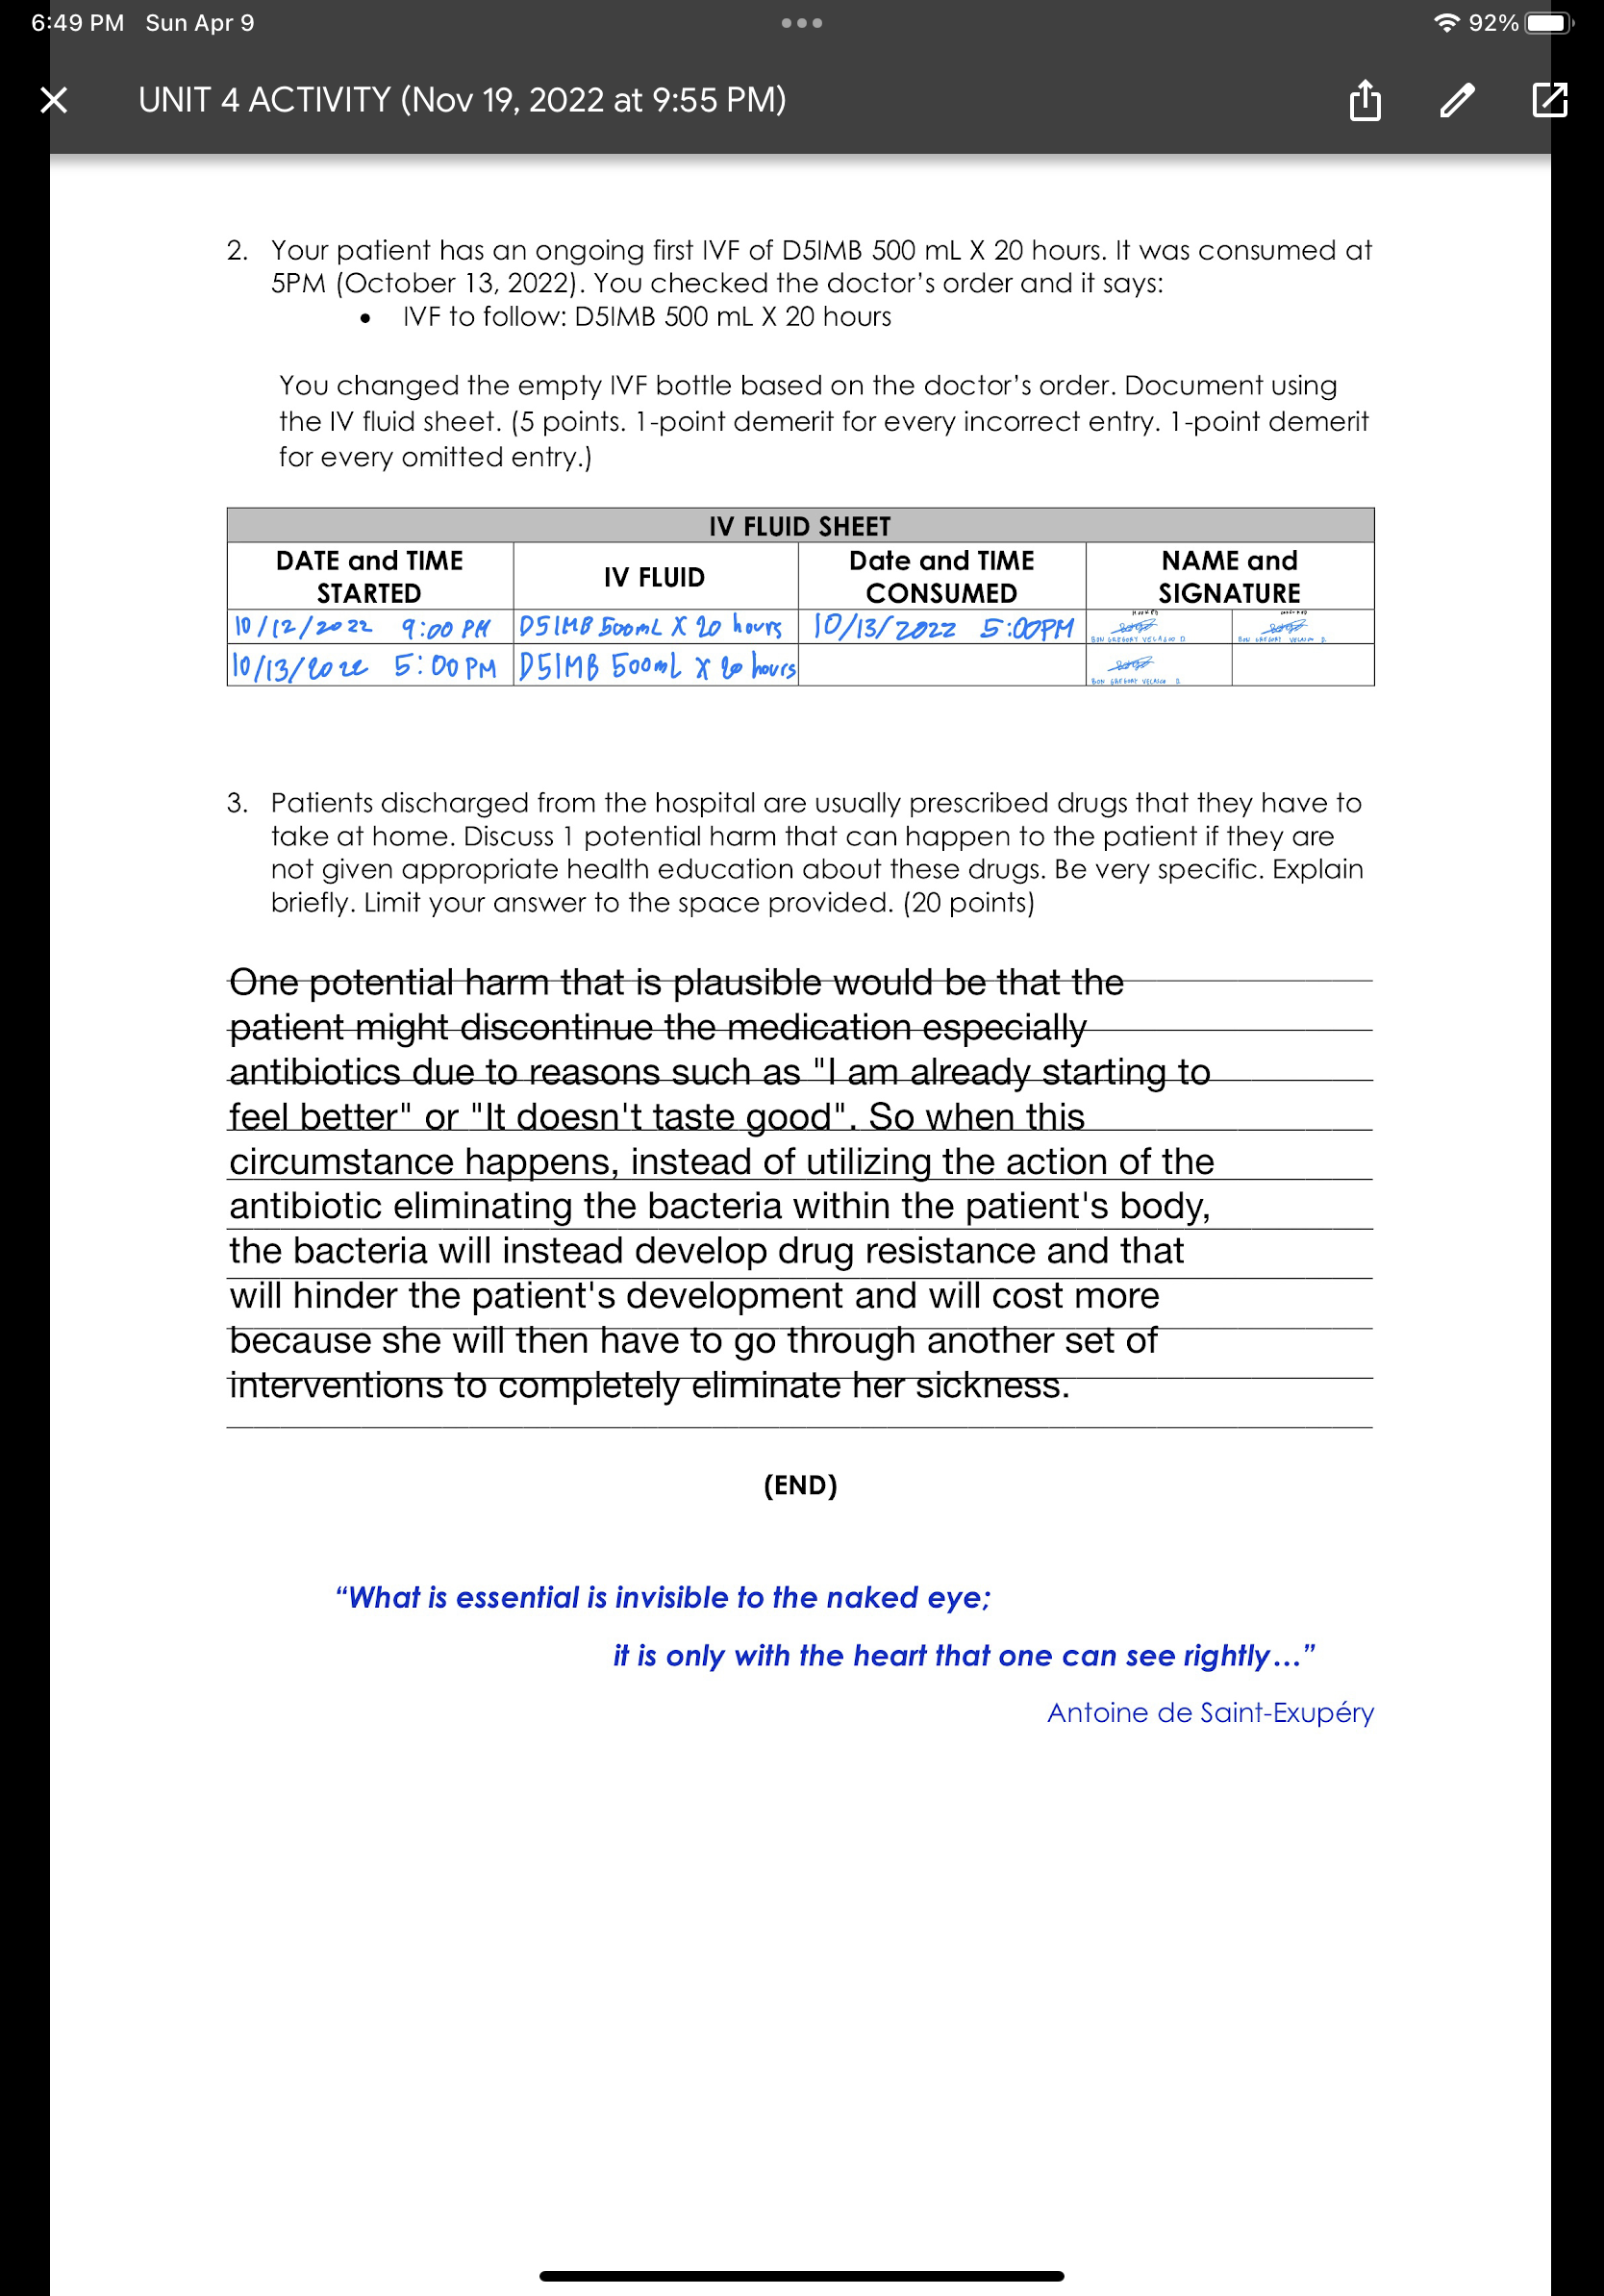 6:49 PM Sun Apr 9
92%
UNIT 4 ACTIVITY (Nov 19, 2022 at 9:55 PM)
2. Your patient has an ongoing first IVF of D5IMB 500 mL X 20 hours. It was consumed at
5PM (October 13, 2022). You checked the doctor's order and it says:
• IVF to follow: D5IMB 500 mL X 20 hours
You changed the empty IVF bottle based on the doctor's order. Document using
the IV fluid sheet. (5 points. 1-point demerit for every incorrect entry. 1-point demerit
for every omitted entry.)
IV FLUID SHEET
DATE and TIME
STARTED
IV FLUID
Date and TIME
CONSUMED
NAME and
SIGNATURE
10/12/2022 9:00 PM D5IMB 500mL X 20 hours 10/13/2022 5:00PM
BON GREGORY BON GREGORY
10/13/2022 5:00PM D5IMB 500mL X 20 hours
BON GREGORY
3. Patients discharged from the hospital are usually prescribed drugs that they have to
take at home. Discuss 1 potential harm that can happen to the patient if they are
not given appropriate health education about these drugs. Be very specific. Explain
briefly. Limit your answer to the space provided. (20 points)
One potential harm that is plausible would be that the
patient might discontinue the medication especially
antibiotics due to reasons such as "I am already starting to
feel better" or "It doesn't taste good". So when this
circumstance happens, instead of utilizing the action of the
antibiotic eliminating the bacteria within the patient's body,
the bacteria will instead develop drug resistance and that
will hinder the patient's development and will cost more
because she will then have to go through another set of
interventions to completely eliminate her sickness.
(END)
“What is essential is invisible to the naked eye;
it is only with the heart that one can see rightly…”
Antoine de Saint-Exupéry